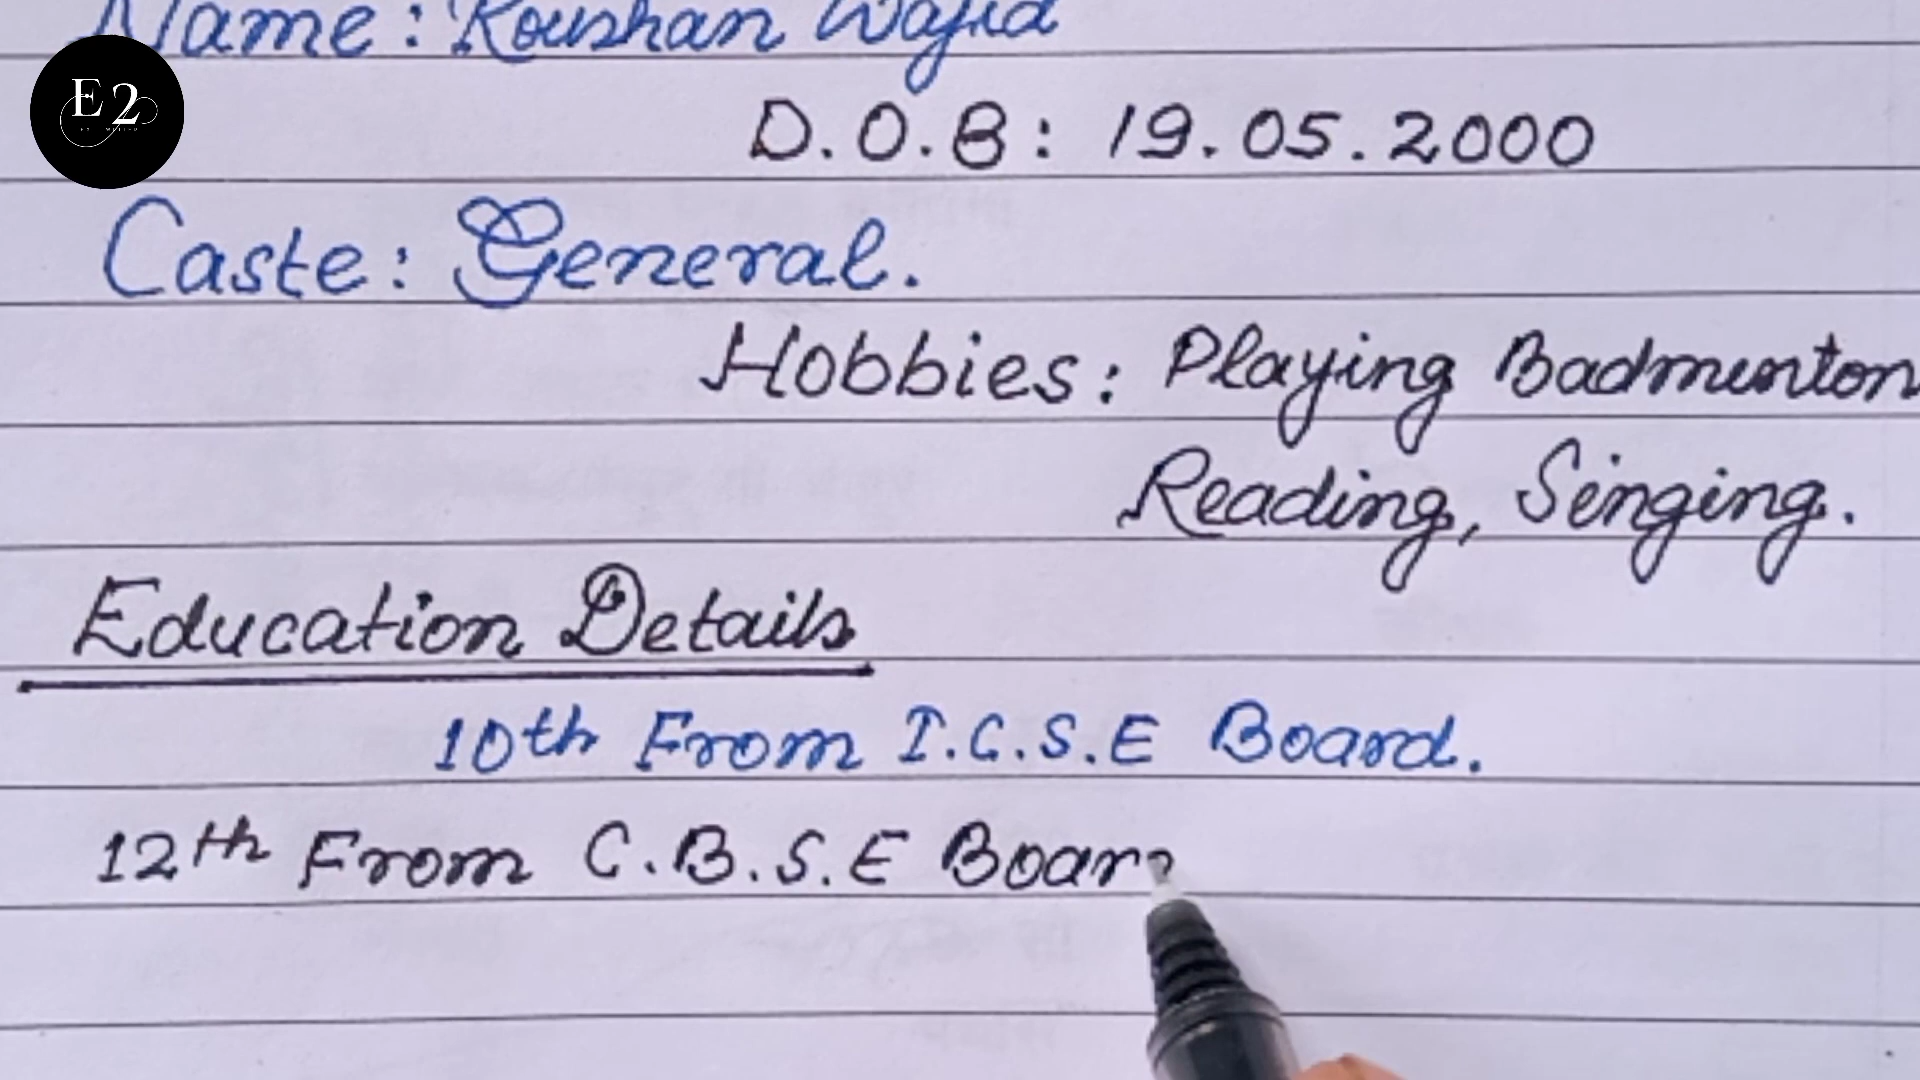 Name: Roushan Wajid
E2
D.O.B: 19.05.2000
Caste: General.
Hobbies: Playing Badminton
Reading, Singing.
Education Details
10th From I.C.S.E Board.
12th From C.B.S.E Boar